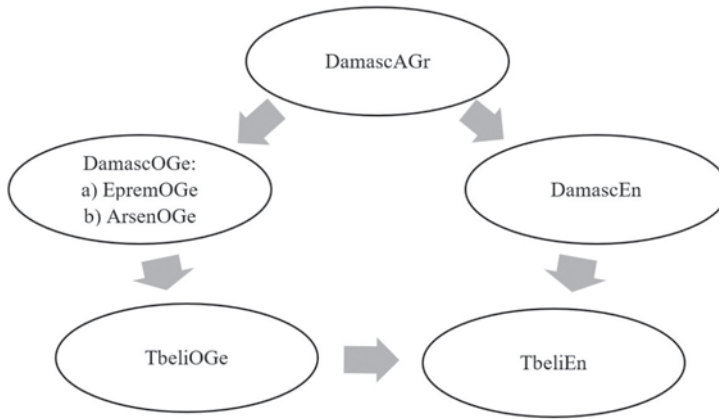 DamascAGr
DamascOGe:
a) EpremOGe
b) ArsenOGe
DamascEn
TbeliOGe
TbeliEn